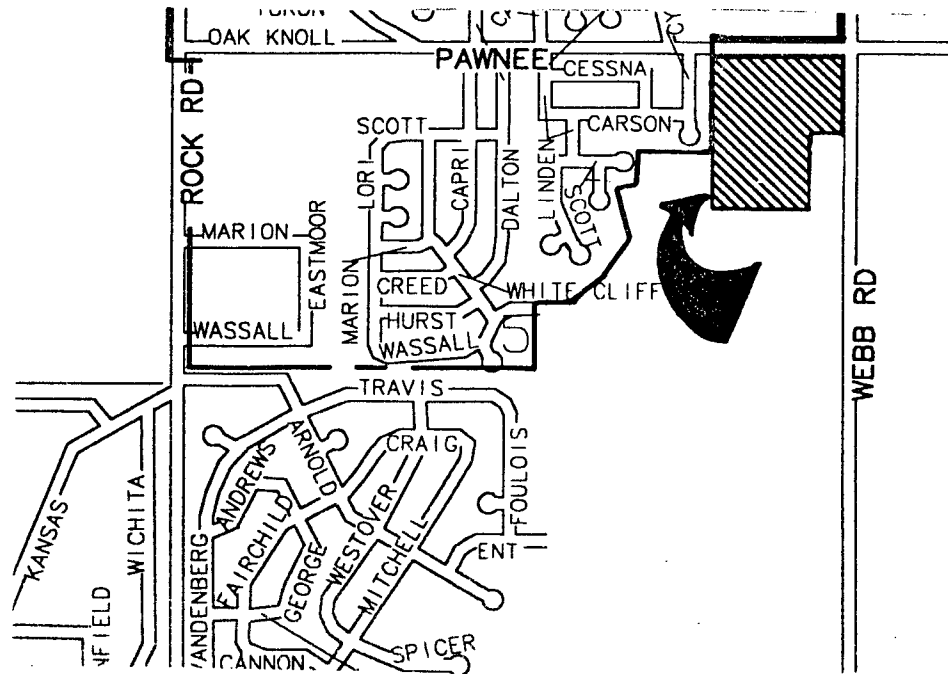 OAK KNOLL
PAWNEE
CESSNA
ROCK RD
SCOTT
CARSON
LORI
CAPRI
DALTON
LINDEN
SCOTT
MARION
EASTMOOR
MARION
CREED
WHITE CLIFF
WASSALL
HURST
WASSALL
WEBB RD
TRAVIS
ARNOLD
CRAIG
ANDREWS
FOULOIS
KANSAS
WICHITA
FAIRCHILD
WESTOVER
GEORGE
MITCHELL
ENT
ANDENBERG
NFIELD
CANNON
SPICER